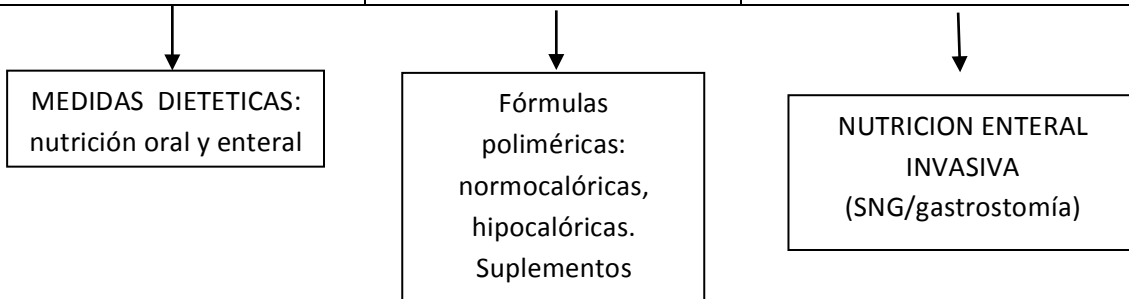 MEDIDAS DIETETICAS:
nutrición oral y enteral
Fórmulas
poliméricas:
normocalóricas,
hipocalóricas.
Suplementos
NUTRICION ENTERAL
INVASIVA
(SNG/gastrostomía)